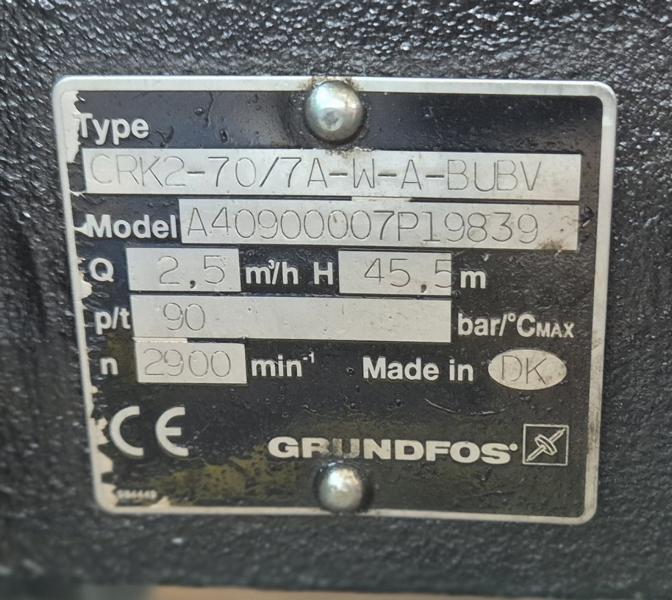 Type
CRK2-70/7A-W-A-BUBV
Model A40900007P19839
Q 2,5 m³/h H 45,5 m
p/t 90 bar/°CMAX
n 2900 min⁻¹ Made in DK
CE
GRUNDFOS